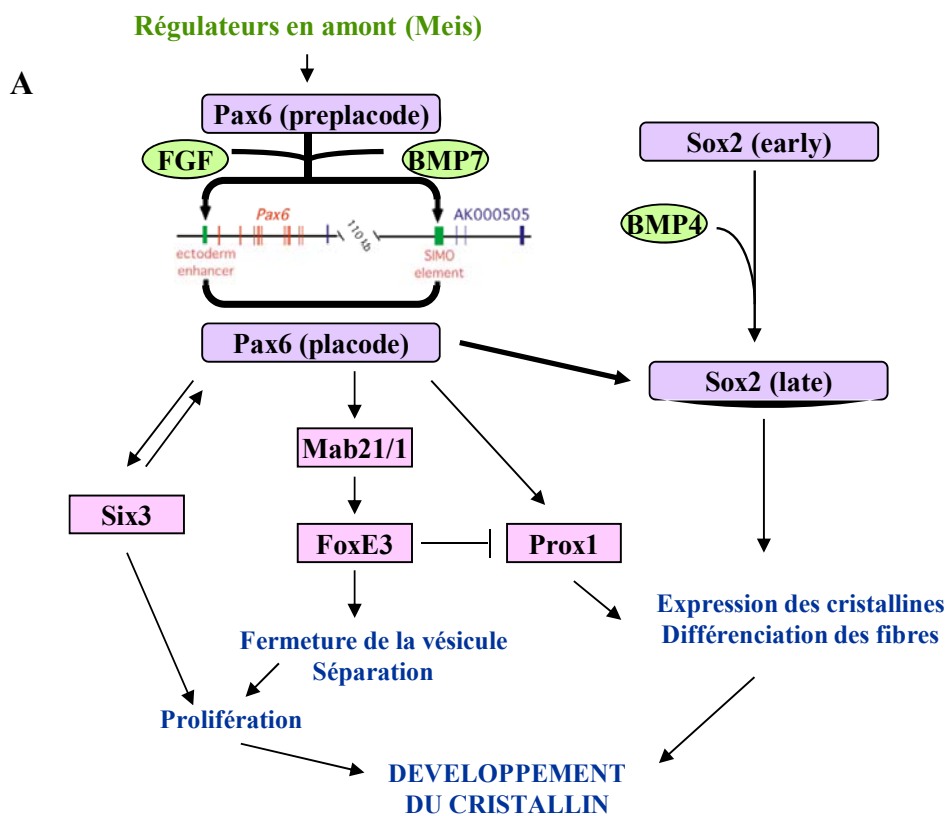 Régulateurs en amont (Meis)
A
Pax6 (preplacode)
FGF
BMP7
Sox2 (early)
BMP4
Pax6
110 kb
AK000505
ectoderm
enhancer
SIMO
element
Pax6 (placode)
Sox2 (late)
Mab21/1
Six3
FoxE3
Prox1
Expression des cristallines
Différenciation des fibres
Fermeture de la vésicule
Séparation
Prolifération
DEVELOPPEMENT
DU CRISTALLIN